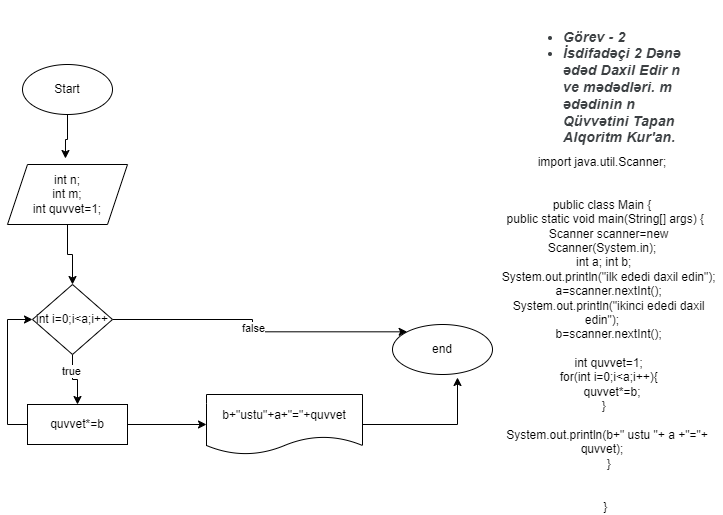 Start
int n;
int m;
int quvvet=1;
int i=0;i<a;i++
false
true
end
quvvet*=b
b+"ustu"+a+"="+quvvet
• Görev - 2
• İsdifadəçi 2 Dənə
ədəd Daxil Edir n
ve mədədləri. m
ədədinin n
Qüvvətini Tapan
Alqoritm Kur'an.
import java.util.Scanner;
public class Main {
public static void main(String[] args) {
Scanner scanner=new
Scanner(System.in);
int a; int b;
System.out.println("ilk ededi daxil edin");
a=scanner.nextInt();
System.out.println("ikinci ededi daxil
edin");
b=scanner.nextInt();
int quvvet=1;
for(int i=0;i<a;i++){
quvvet*=b;
}
System.out.println(b+" ustu "+ a +"="+
quvvet);
}
}